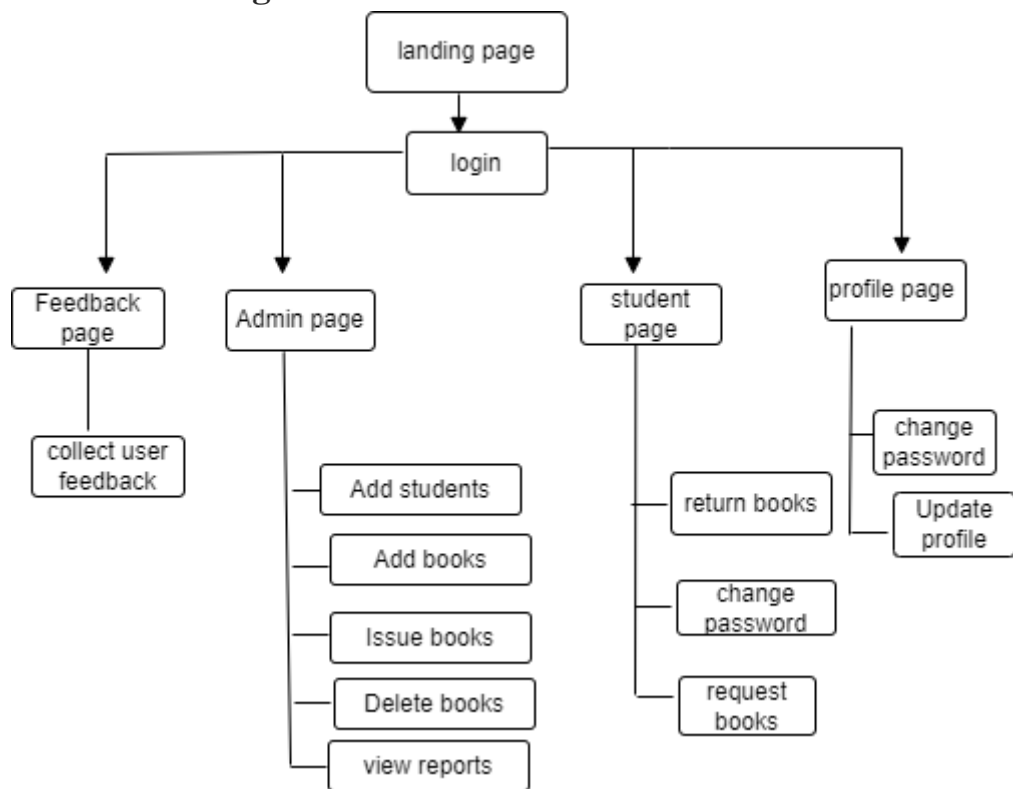 landing page
login
Feedback
page
collect user
feedback
Admin page
Add students
Add books
Issue books
Delete books
view reports
student
page
return books
change
password
request
books
profile page
change
password
Update
profile